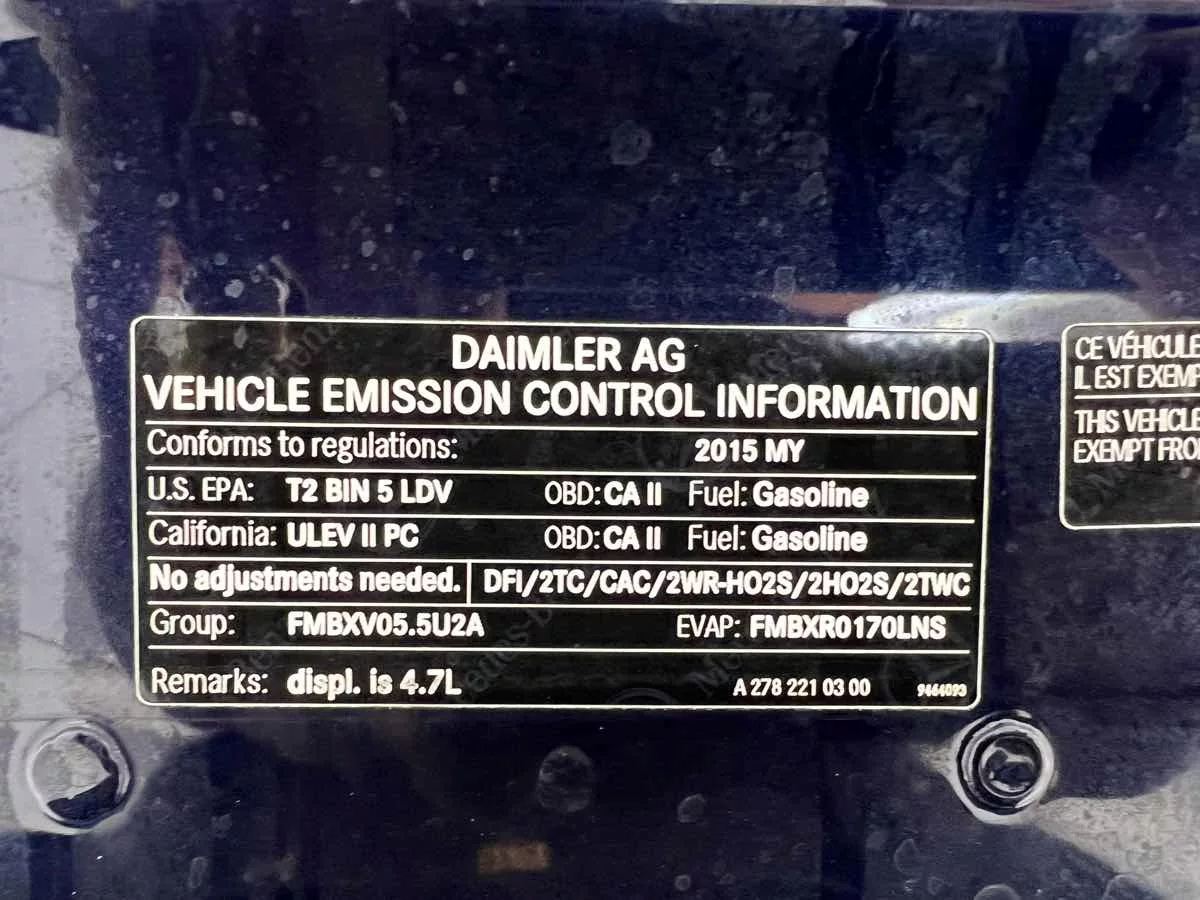 DAIMLER AG
VEHICLE EMISSION CONTROL INFORMATION
Conforms to regulations: 2015 MY
U.S. EPA: T2 BIN 5 LDV OBD: CA II Fuel: Gasoline
California: ULEV II PC OBD: CA II Fuel: Gasoline
No adjustments needed. DFI/2TC/CAC/2WR-HO2S/2HO2S/2TWC
Group: FMBXV05.5U2A EVAP: FMBXR0170LNS
Remarks: displ. is 4.7L A 278 221 03 00
CE VÉHICULE
IL EST EXEMP
THIS VEHICLE
EXEMPT FRO